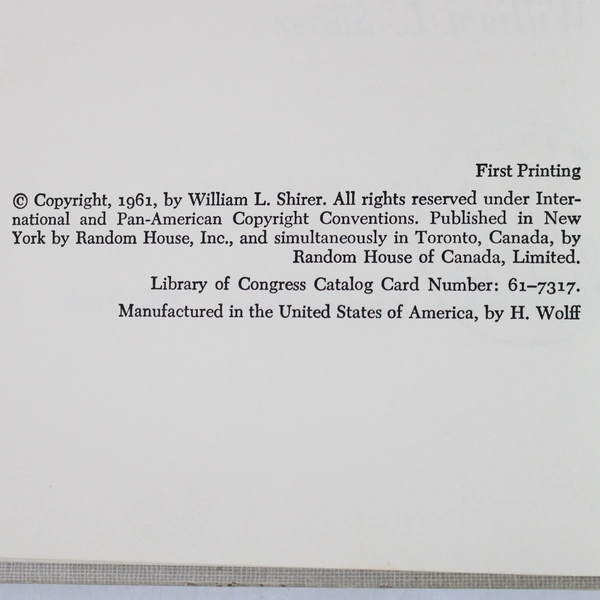 First Printing
© Copyright, 1961, by William L. Shirer. All rights reserved under Inter-
national and Pan-American Copyright Conventions. Published in New
York by Random House, Inc., and simultaneously in Toronto, Canada, by
Random House of Canada, Limited.
Library of Congress Catalog Card Number: 61–7317.
Manufactured in the United States of America, by H. Wolff